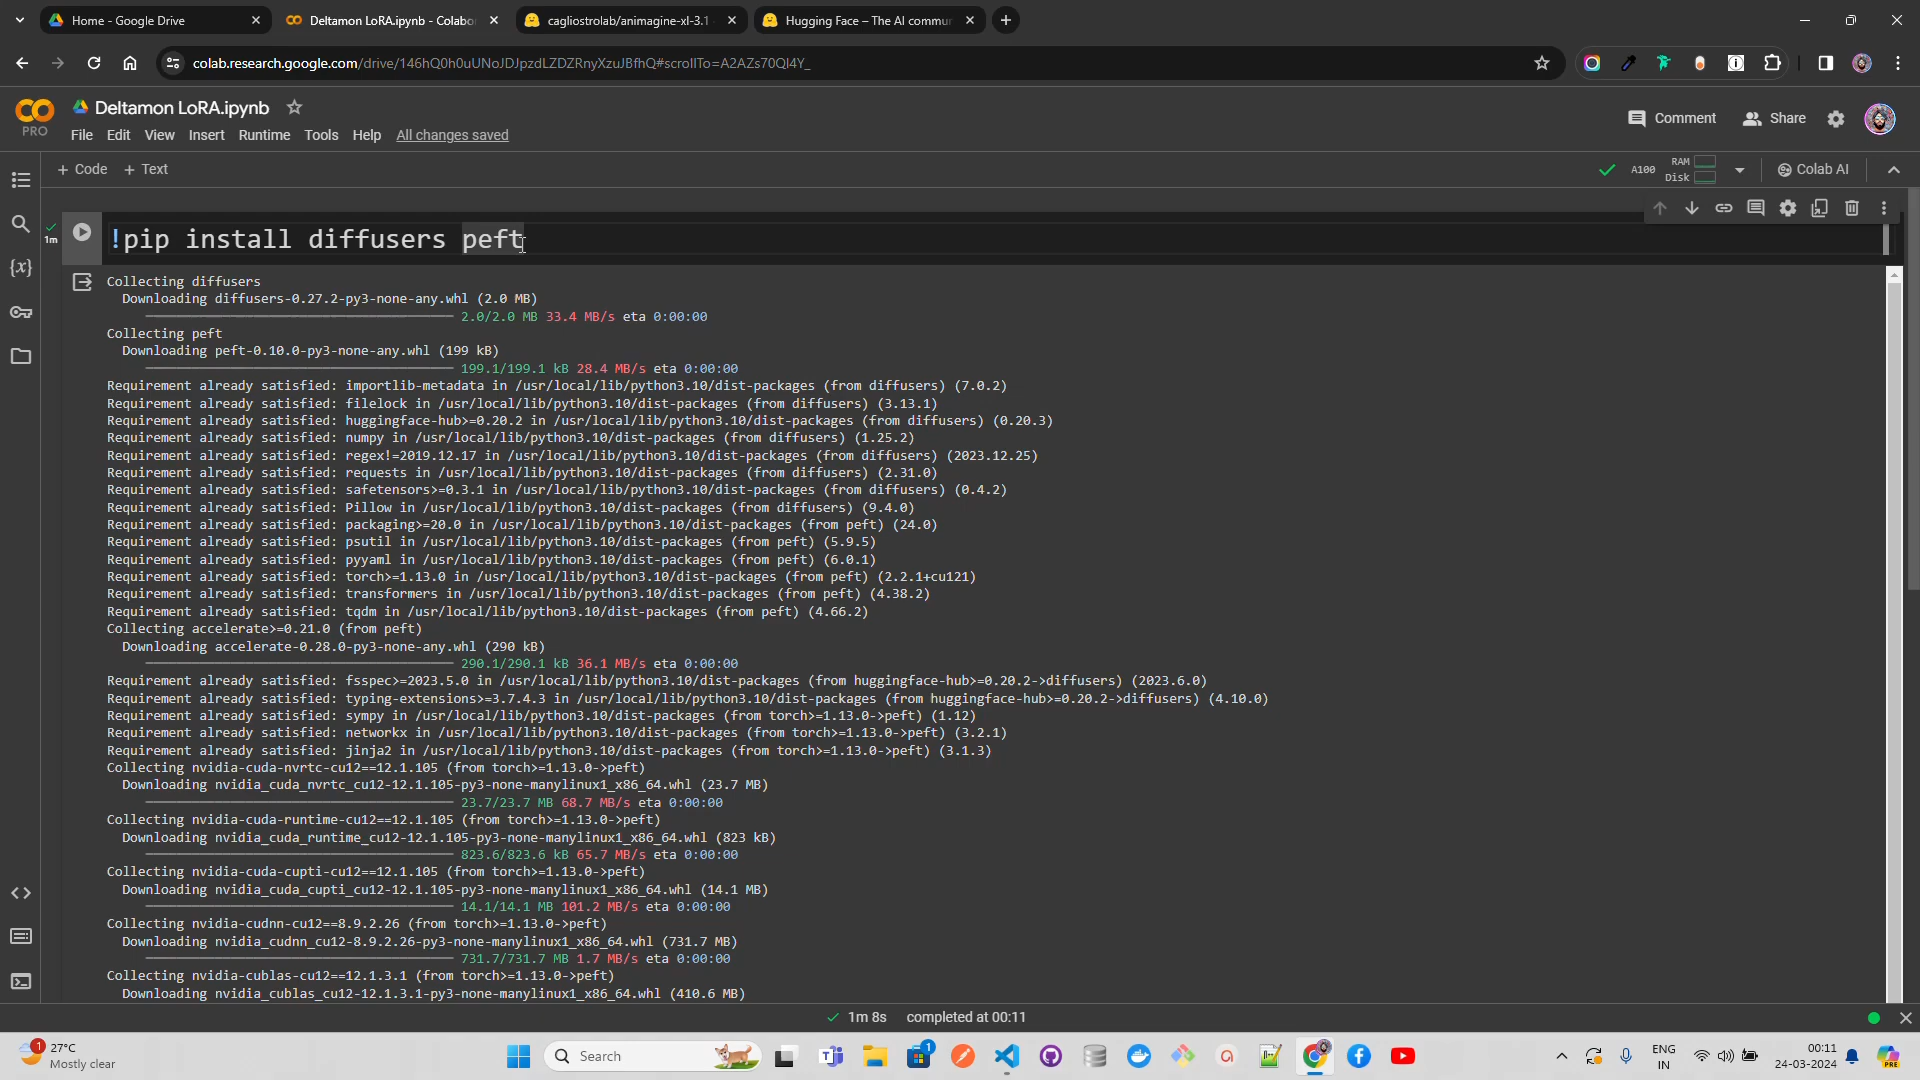 Home - Google Drive
Deltamon LoRA.ipynb - Colabo
cagliostrolab/animagine-xl-3.1
Hugging Face – The AI commun
colab.research.google.com/drive/146hQ0h0uUNoJDJpzdLZDZRnyXzuJBfhQ#scrollTo=A2AZs70QI4Y_
Deltamon LoRA.ipynb
PRO
File Edit View Insert Runtime Tools Help All changes saved
Comment
Share
+ Code + Text
A100
RAM
Disk
Colab AI
1m
!pip install diffusers peft
Collecting diffusers
Downloading diffusers-0.27.2-py3-none-any.whl (2.0 MB)
2.0/2.0 MB 33.4 MB/s eta 0:00:00
Collecting peft
Downloading peft-0.10.0-py3-none-any.whl (199 kB)
199.1/199.1 kB 28.4 MB/s eta 0:00:00
Requirement already satisfied: importlib-metadata in /usr/local/lib/python3.10/dist-packages (from diffusers) (7.0.2)
Requirement already satisfied: filelock in /usr/local/lib/python3.10/dist-packages (from diffusers) (3.13.1)
Requirement already satisfied: huggingface-hub>=0.20.2 in /usr/local/lib/python3.10/dist-packages (from diffusers) (0.20.3)
Requirement already satisfied: numpy in /usr/local/lib/python3.10/dist-packages (from diffusers) (1.25.2)
Requirement already satisfied: regex!=2019.12.17 in /usr/local/lib/python3.10/dist-packages (from diffusers) (2023.12.25)
Requirement already satisfied: requests in /usr/local/lib/python3.10/dist-packages (from diffusers) (2.31.0)
Requirement already satisfied: safetensors>=0.3.1 in /usr/local/lib/python3.10/dist-packages (from diffusers) (0.4.2)
Requirement already satisfied: Pillow in /usr/local/lib/python3.10/dist-packages (from diffusers) (9.4.0)
Requirement already satisfied: packaging>=20.0 in /usr/local/lib/python3.10/dist-packages (from peft) (24.0)
Requirement already satisfied: psutil in /usr/local/lib/python3.10/dist-packages (from peft) (5.9.5)
Requirement already satisfied: pyyaml in /usr/local/lib/python3.10/dist-packages (from peft) (6.0.1)
Requirement already satisfied: torch>=1.13.0 in /usr/local/lib/python3.10/dist-packages (from peft) (2.2.1+cu121)
Requirement already satisfied: transformers in /usr/local/lib/python3.10/dist-packages (from peft) (4.38.2)
Requirement already satisfied: tqdm in /usr/local/lib/python3.10/dist-packages (from peft) (4.66.2)
Collecting accelerate>=0.21.0 (from peft)
Downloading accelerate-0.28.0-py3-none-any.whl (290 kB)
290.1/290.1 kB 36.1 MB/s eta 0:00:00
Requirement already satisfied: fsspec>=2023.5.0 in /usr/local/lib/python3.10/dist-packages (from huggingface-hub>=0.20.2->diffusers) (2023.6.0)
Requirement already satisfied: typing-extensions>=3.7.4.3 in /usr/local/lib/python3.10/dist-packages (from huggingface-hub>=0.20.2->diffusers) (4.10.0)
Requirement already satisfied: sympy in /usr/local/lib/python3.10/dist-packages (from torch>=1.13.0->peft) (1.12)
Requirement already satisfied: networkx in /usr/local/lib/python3.10/dist-packages (from torch>=1.13.0->peft) (3.2.1)
Requirement already satisfied: jinja2 in /usr/local/lib/python3.10/dist-packages (from torch>=1.13.0->peft) (3.1.3)
Collecting nvidia-cuda-nvrtc-cu12==12.1.105 (from torch>=1.13.0->peft)
Downloading nvidia_cuda_nvrtc_cu12-12.1.105-py3-none-manylinux1_x86_64.whl (23.7 MB)
23.7/23.7 MB 68.7 MB/s eta 0:00:00
Collecting nvidia-cuda-runtime-cu12==12.1.105 (from torch>=1.13.0->peft)
Downloading nvidia_cuda_runtime_cu12-12.1.105-py3-none-manylinux1_x86_64.whl (823 kB)
823.6/823.6 kB 65.7 MB/s eta 0:00:00
Collecting nvidia-cuda-cupti-cu12==12.1.105 (from torch>=1.13.0->peft)
Downloading nvidia_cuda_cupti_cu12-12.1.105-py3-none-manylinux1_x86_64.whl (14.1 MB)
14.1/14.1 MB 101.2 MB/s eta 0:00:00
Collecting nvidia-cudnn-cu12==8.9.2.26 (from torch>=1.13.0->peft)
Downloading nvidia_cudnn_cu12-8.9.2.26-py3-none-manylinux1_x86_64.whl (731.7 MB)
731.7/731.7 MB 1.7 MB/s eta 0:00:00
Collecting nvidia-cublas-cu12==12.1.3.1 (from torch>=1.13.0->peft)
Downloading nvidia_cublas_cu12-12.1.3.1-py3-none-manylinux1_x86_64.whl (410.6 MB)
1m 8s completed at 00:11
1
27°C
Mostly clear
Search
1
ENG
IN
00:11
24-03-2024
PRE